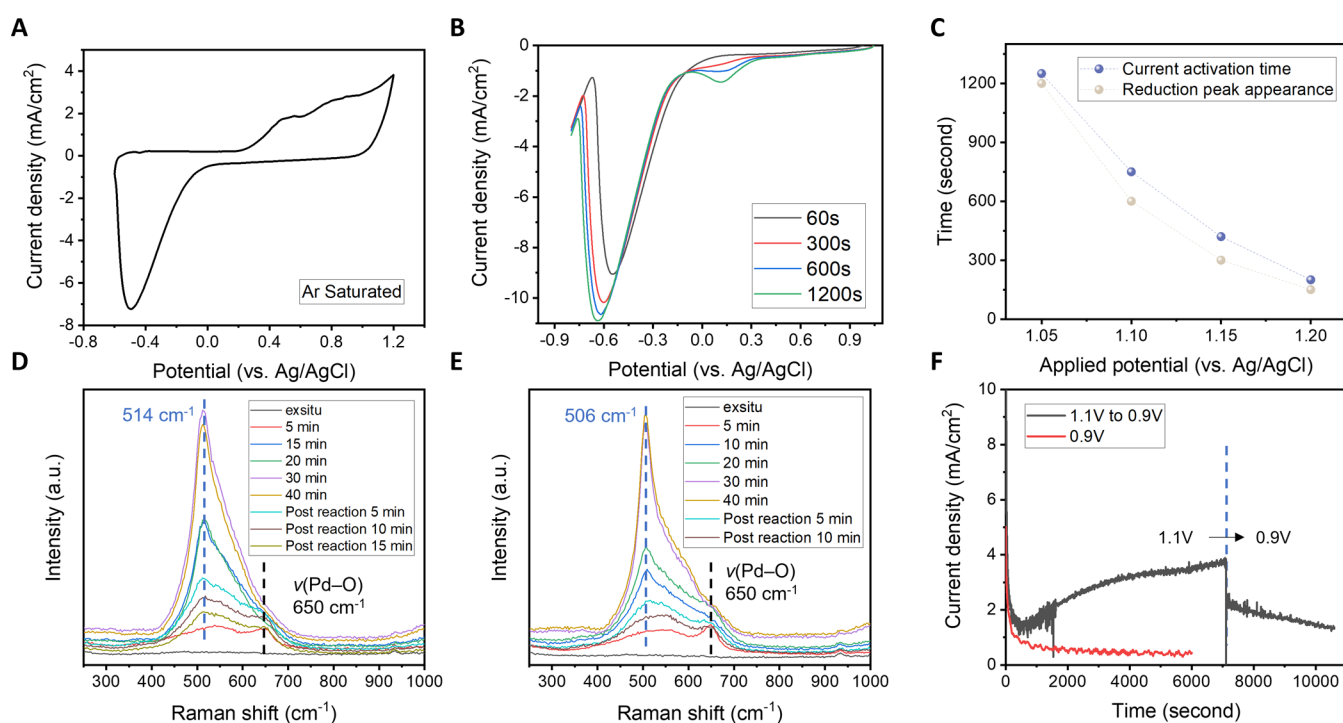 A
Current density (mA/cm²)
4
2
0
-2
-4
-6
-8
Ar Saturated
-0.8
-0.4
0.0
0.4
0.8
1.2
Potential (vs. Ag/AgCl)
B
Current density (mA/cm²)
0
-2
-4
-6
-8
-10
60s
300s
600s
1200s
-0.9
-0.6
-0.3
0.0
0.3
0.6
0.9
Potential (vs. Ag/AgCl)
C
Time (second)
1200
900
600
300
0
Current activation time
Reduction peak appearance
1.05
1.10
1.15
1.20
Applied potential (vs. Ag/AgCl)
D
Intensity (a.u.)
514 cm⁻¹
exsitu
5 min
15 min
20 min
30 min
40 min
Post reaction 5 min
Post reaction 10 min
Post reaction 15 min
ν(Pd–O)
650 cm⁻¹
300
400
500
600
700
800
900
1000
Raman shift (cm⁻¹)
E
Intensity (a.u.)
506 cm⁻¹
exsitu
5 min
10 min
20 min
30 min
40 min
Post reaction 5 min
Post reaction 10 min
ν(Pd–O)
650 cm⁻¹
300
400
500
600
700
800
900
1000
Raman shift (cm⁻¹)
F
Current density (mA/cm²)
10
8
6
4
2
0
1.1V to 0.9V
0.9V
1.1V
0.9V
0
2000
4000
6000
8000
10000
Time (second)